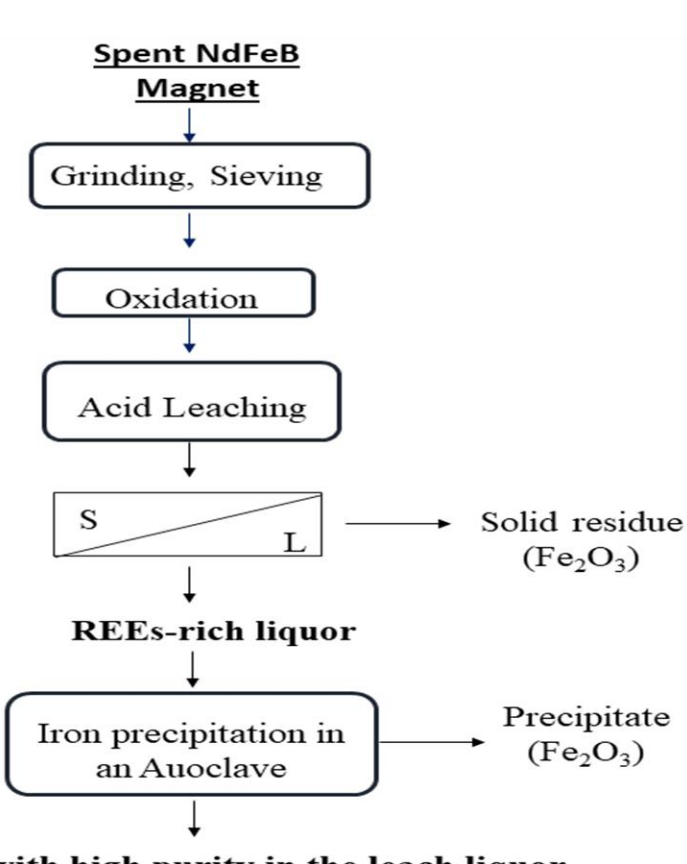 Spent NdFeB
Magnet
Grinding, Sieving
Oxidation
Acid Leaching
S
L
Solid residue
(Fe₂O₃)
REEs-rich liquor
Iron precipitation in
an Auoclave
Precipitate
(Fe₂O₃)
with high purity in the leach liquor